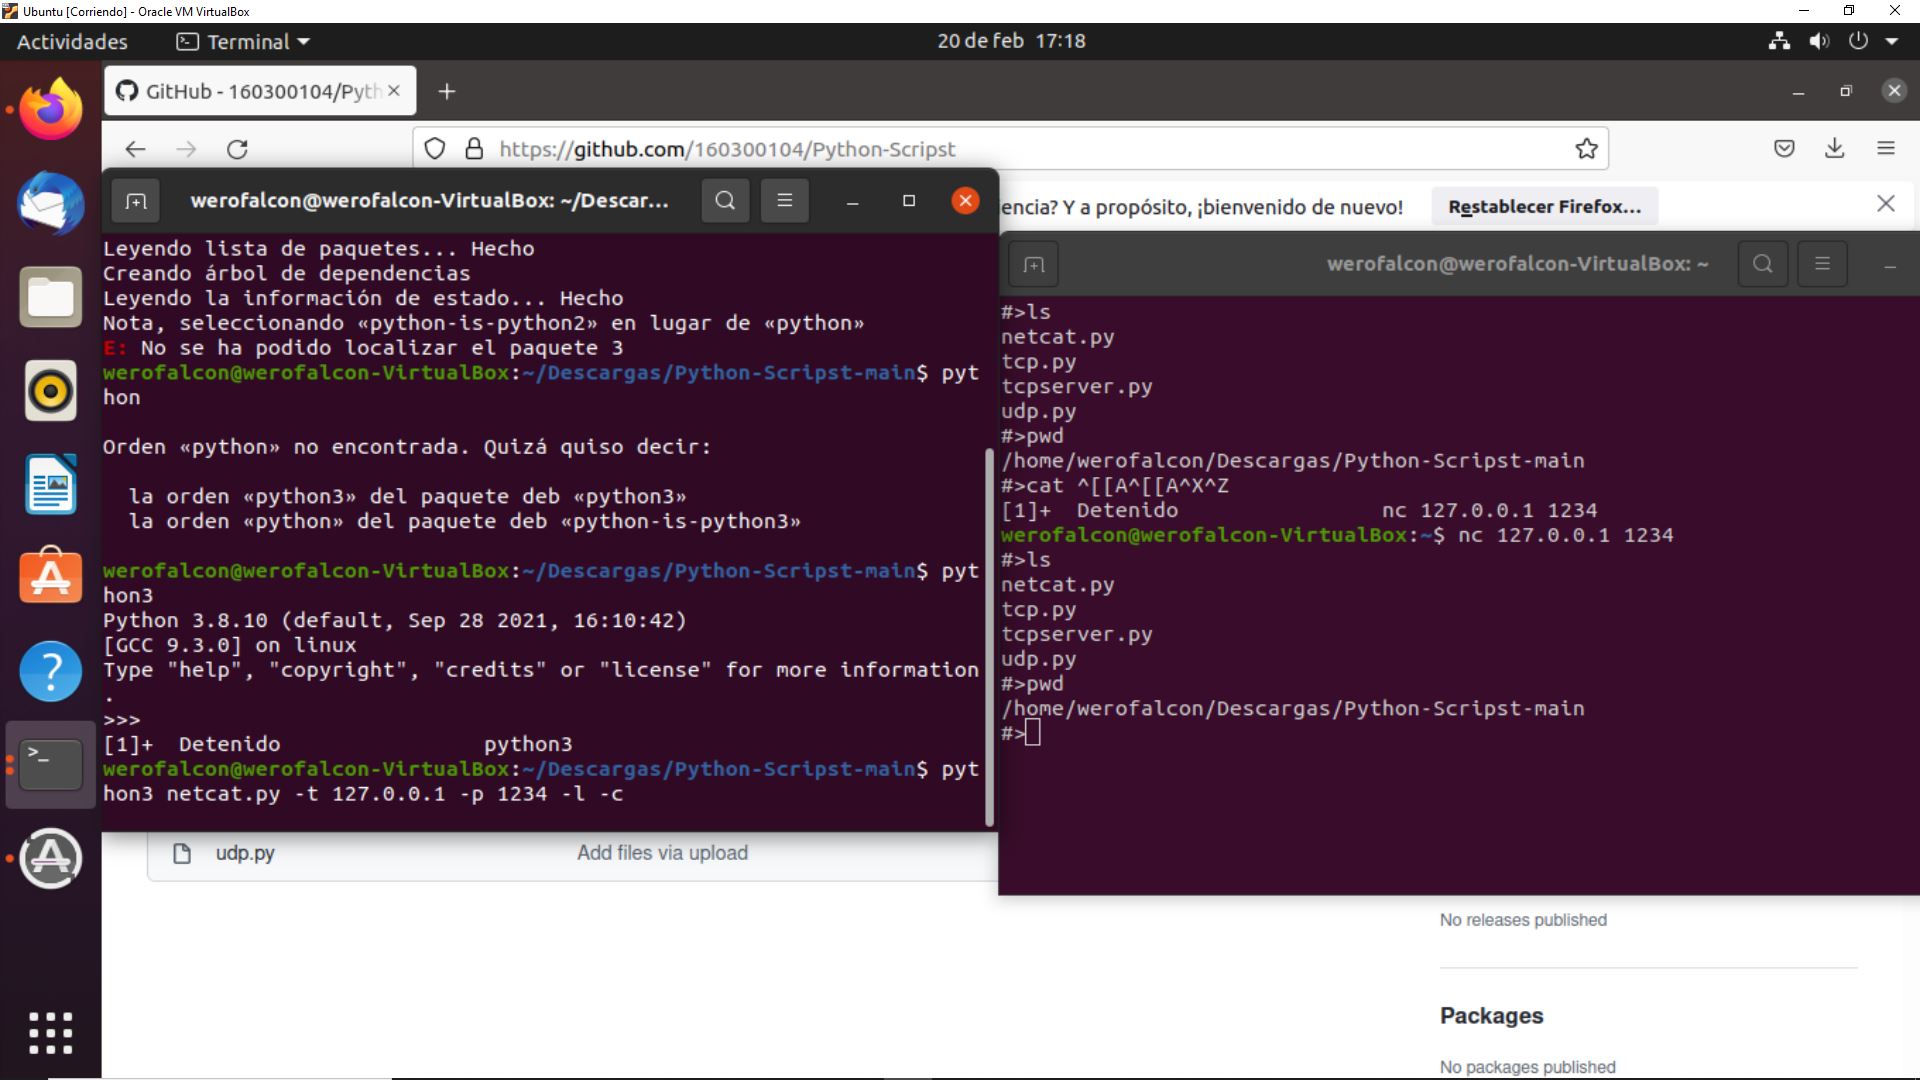 Ubuntu [Corriendo] - Oracle VM VirtualBox
Actividades
Terminal
20 de feb 17:18
GitHub - 160300104/Pyth
https://github.com/160300104/Python-Scripst
encia? Y a propósito, ¡bienvenido de nuevo!
Restablecer Firefox...
werofalcon@werofalcon-VirtualBox: ~/Descar...
Leyendo lista de paquetes... Hecho
Creando árbol de dependencias
Leyendo la información de estado... Hecho
Nota, seleccionando «python-is-python2» en lugar de «python»
E: No se ha podido localizar el paquete 3
werofalcon@werofalcon-VirtualBox:~/Descargas/Python-Scripst-main$ pyt
hon
Orden «python» no encontrada. Quizá quiso decir:
la orden «python3» del paquete deb «python3»
la orden «python» del paquete deb «python-is-python3»
werofalcon@werofalcon-VirtualBox:~/Descargas/Python-Scripst-main$ pyt
hon3
Python 3.8.10 (default, Sep 28 2021, 16:10:42)
[GCC 9.3.0] on linux
Type "help", "copyright", "credits" or "license" for more information
.
>>>
[1]+  Detenido                python3
werofalcon@werofalcon-VirtualBox:~/Descargas/Python-Scripst-main$ pyt
hon3 netcat.py -t 127.0.0.1 -p 1234 -l -c
werofalcon@werofalcon-VirtualBox: ~
#>ls
netcat.py
tcp.py
tcpserver.py
udp.py
#>pwd
/home/werofalcon/Descargas/Python-Scripst-main
#>cat ^[[A^[[A^X^Z
[1]+  Detenido                nc 127.0.0.1 1234
werofalcon@werofalcon-VirtualBox:~$ nc 127.0.0.1 1234
#>ls
netcat.py
tcp.py
tcpserver.py
udp.py
#>pwd
/home/werofalcon/Descargas/Python-Scripst-main
#>
udp.py
Add files via upload
No releases published
Packages
No packages published